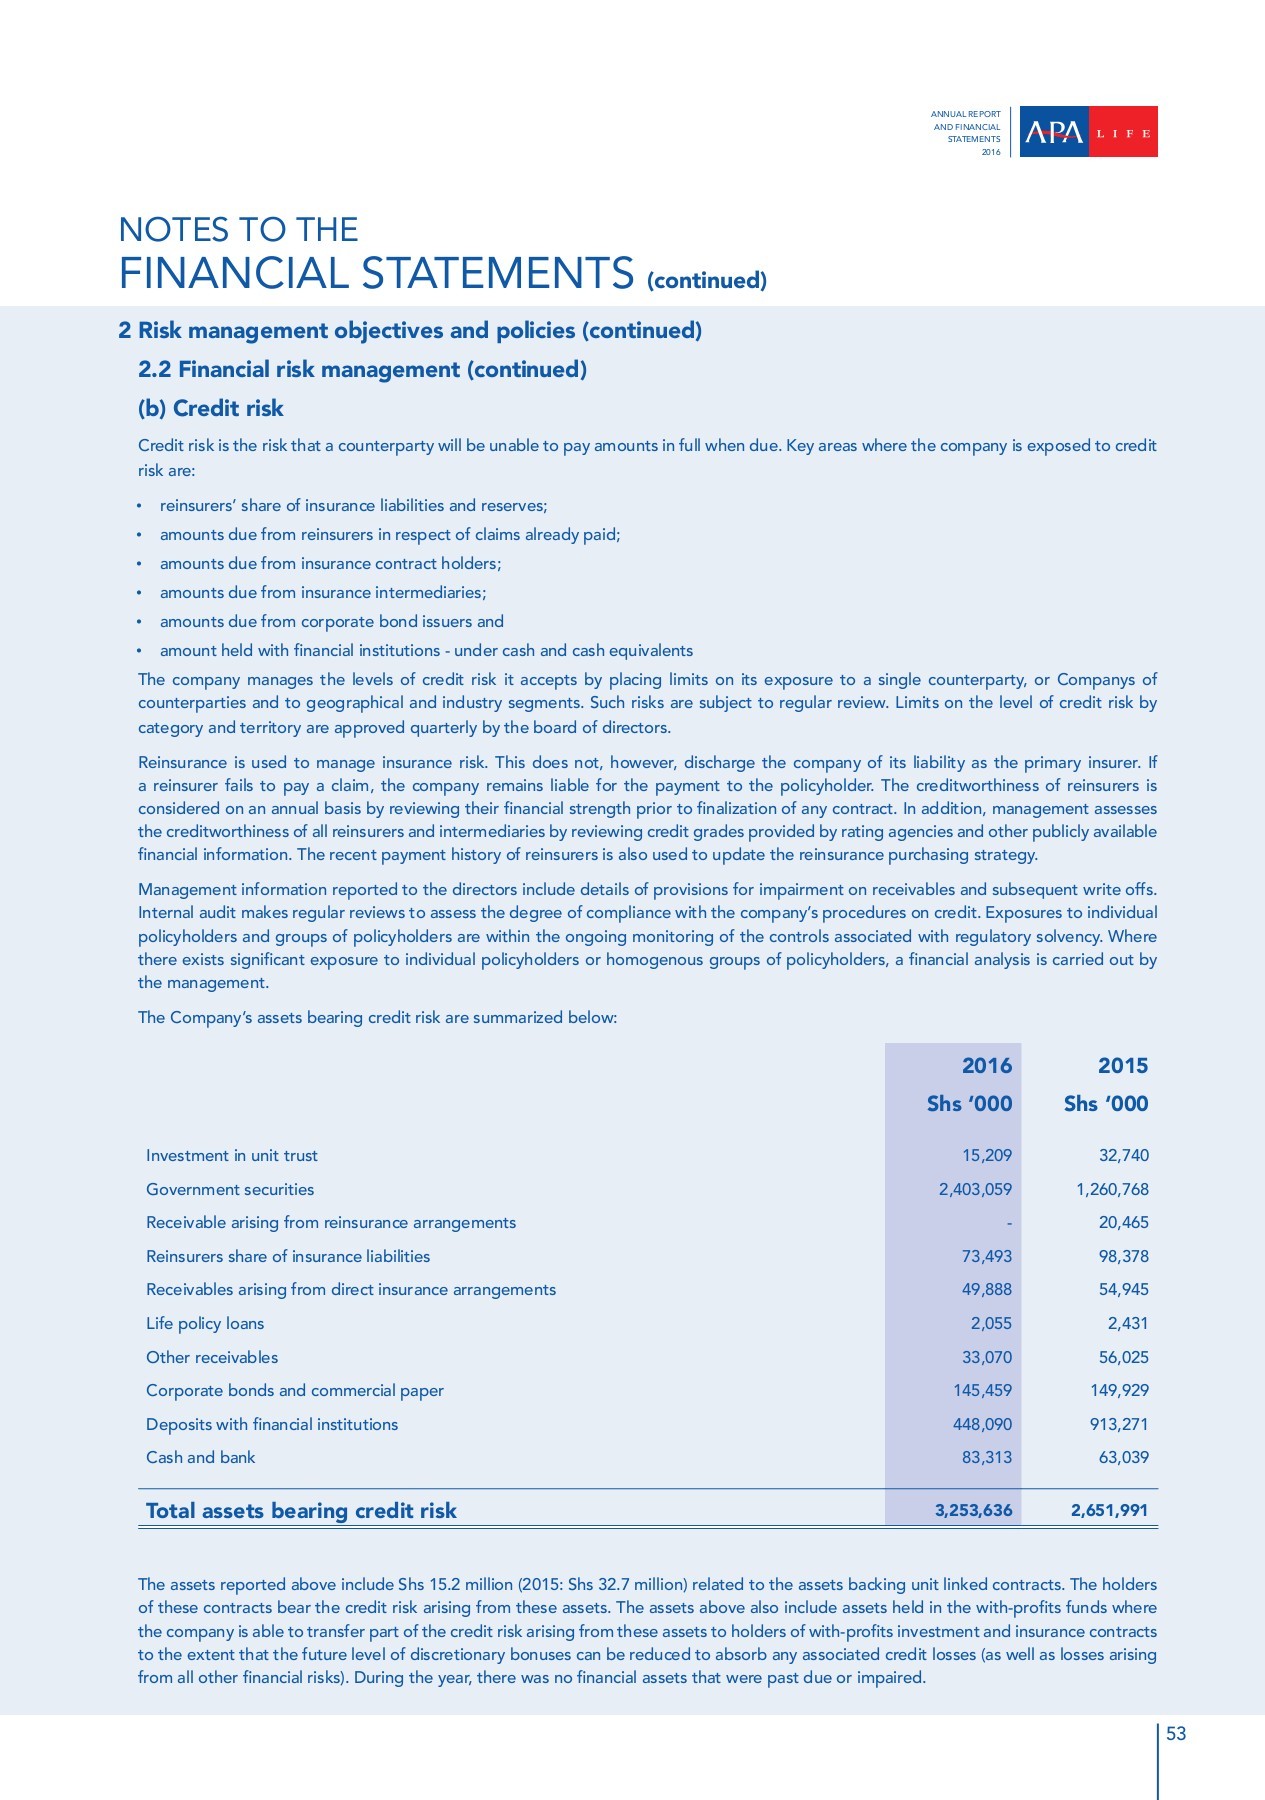 ANNUAL REPORT
AND FINANCIAL
STATEMENTS
2016
APA LIFE
NOTES TO THE
FINANCIAL STATEMENTS (continued)
2 Risk management objectives and policies (continued)
2.2 Financial risk management (continued)
(b) Credit risk
Credit risk is the risk that a counterparty will be unable to pay amounts in full when due. Key areas where the company is exposed to credit
risk are:
• reinsurers’ share of insurance liabilities and reserves;
• amounts due from reinsurers in respect of claims already paid;
• amounts due from insurance contract holders;
• amounts due from insurance intermediaries;
• amounts due from corporate bond issuers and
• amount held with financial institutions - under cash and cash equivalents
The company manages the levels of credit risk it accepts by placing limits on its exposure to a single counterparty, or Companys of
counterparties and to geographical and industry segments. Such risks are subject to regular review. Limits on the level of credit risk by
category and territory are approved quarterly by the board of directors.
Reinsurance is used to manage insurance risk. This does not, however, discharge the company of its liability as the primary insurer. If
a reinsurer fails to pay a claim, the company remains liable for the payment to the policyholder. The creditworthiness of reinsurers is
considered on an annual basis by reviewing their financial strength prior to finalization of any contract. In addition, management assesses
the creditworthiness of all reinsurers and intermediaries by reviewing credit grades provided by rating agencies and other publicly available
financial information. The recent payment history of reinsurers is also used to update the reinsurance purchasing strategy.
Management information reported to the directors include details of provisions for impairment on receivables and subsequent write offs.
Internal audit makes regular reviews to assess the degree of compliance with the company’s procedures on credit. Exposures to individual
policyholders and groups of policyholders are within the ongoing monitoring of the controls associated with regulatory solvency. Where
there exists significant exposure to individual policyholders or homogenous groups of policyholders, a financial analysis is carried out by
the management.
The Company’s assets bearing credit risk are summarized below:
2016 2015
Shs ‘000 Shs ‘000
Investment in unit trust 15,209 32,740
Government securities 2,403,059 1,260,768
Receivable arising from reinsurance arrangements - 20,465
Reinsurers share of insurance liabilities 73,493 98,378
Receivables arising from direct insurance arrangements 49,888 54,945
Life policy loans 2,055 2,431
Other receivables 33,070 56,025
Corporate bonds and commercial paper 145,459 149,929
Deposits with financial institutions 448,090 913,271
Cash and bank 83,313 63,039
Total assets bearing credit risk 3,253,636 2,651,991
The assets reported above include Shs 15.2 million (2015: Shs 32.7 million) related to the assets backing unit linked contracts. The holders
of these contracts bear the credit risk arising from these assets. The assets above also include assets held in the with-profits funds where
the company is able to transfer part of the credit risk arising from these assets to holders of with-profits investment and insurance contracts
to the extent that the future level of discretionary bonuses can be reduced to absorb any associated credit losses (as well as losses arising
from all other financial risks). During the year, there was no financial assets that were past due or impaired.
53